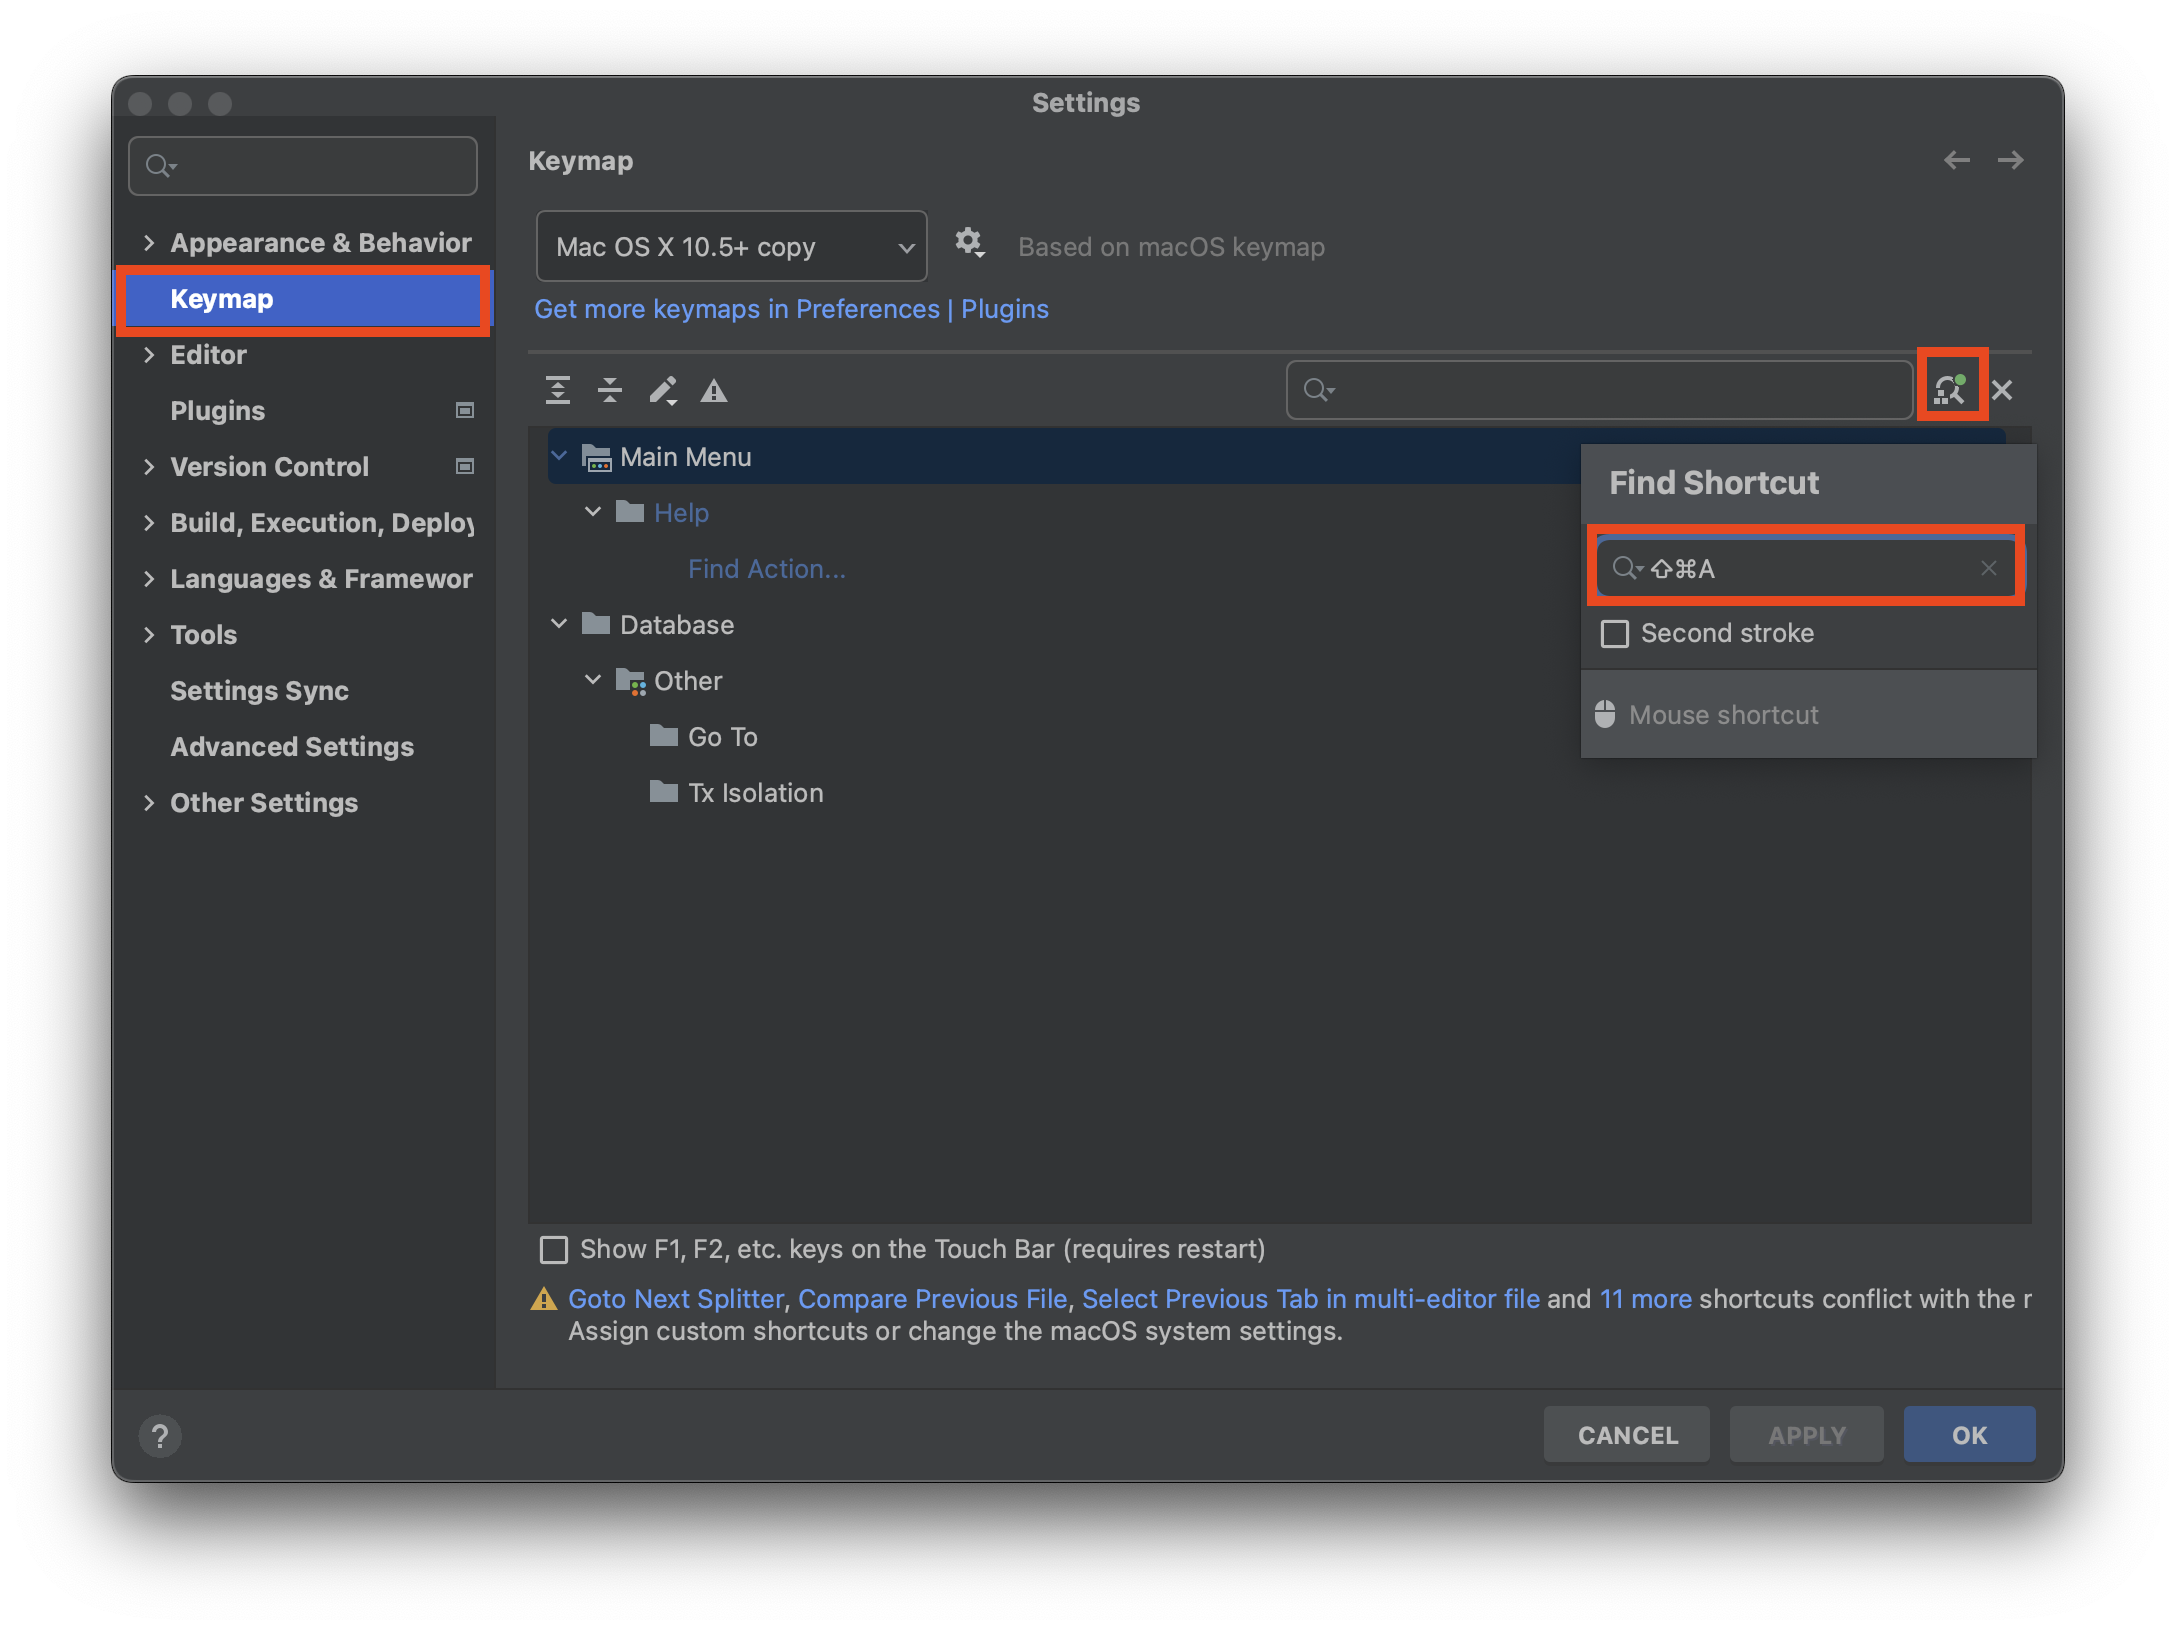 Settings
Appearance & Behavior
Keymap
Editor
Plugins
Version Control
Build, Execution, Deploy
Languages & Framewor
Tools
Settings Sync
Advanced Settings
Other Settings
Keymap
Mac OS X 10.5+ copy
Based on macOS keymap
Get more keymaps in Preferences | Plugins
Main Menu
Help
Find Action...
Database
Other
Go To
Tx Isolation
Find Shortcut
⇧⌘A
Second stroke
Mouse shortcut
Show F1, F2, etc. keys on the Touch Bar (requires restart)
Goto Next Splitter, Compare Previous File, Select Previous Tab in multi-editor file and 11 more shortcuts conflict with the r
Assign custom shortcuts or change the macOS system settings.
?
CANCEL
APPLY
OK